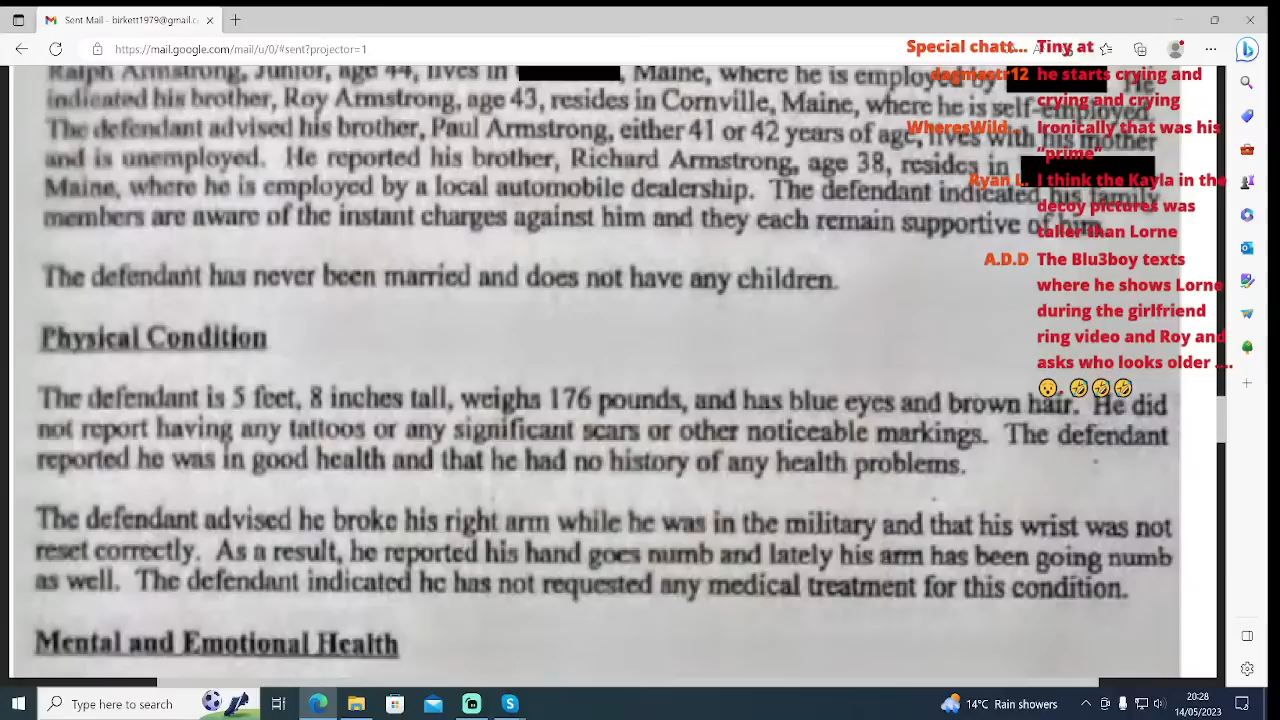 Sent Mail - birkett1979@gmail.c
https://mail.google.com/mail/u/0/#sent?projector=1
Ralph Armstrong, Junior, age 44, lives in , Maine, where he is employed by He
indicated his brother, Roy Armstrong, age 43, resides in Cornville, Maine, where he is self-employed.
The defendant advised his brother, Paul Armstrong, either 41 or 42 years of age, lives with his mother
and is unemployed. He reported his brother, Richard Armstrong, age 38, resides in
Maine, where he is employed by a local automobile dealership. The defendant indicated his family
members are aware of the instant charges against him and they each remain supportive of him.
The defendant has never been married and does not have any children.
Physical Condition
The defendant is 5 feet, 8 inches tall, weighs 176 pounds, and has blue eyes and brown hair. He did
not report having any tattoos or any significant scars or other noticeable markings. The defendant
reported he was in good health and that he had no history of any health problems.
The defendant advised he broke his right arm while he was in the military and that his wrist was not
reset correctly. As a result, he reported his hand goes numb and lately his arm has been going numb
as well. The defendant indicated he has not requested any medical treatment for this condition.
Mental and Emotional Health
Special chatt... Tiny at
dagmastr12 he starts crying and
crying and crying
WheresWild... Ironically that was his
“prime”
Ryan L. I think the Kayla in the
decoy pictures was
taller than Lorne
A.D.D The Blu3boy texts
where he shows Lorne
during the girlfriend
ring video and Roy and
asks who looks older ....
😯 🤣🤣🤣
Type here to search
14°C Rain showers
20:28
14/05/2023